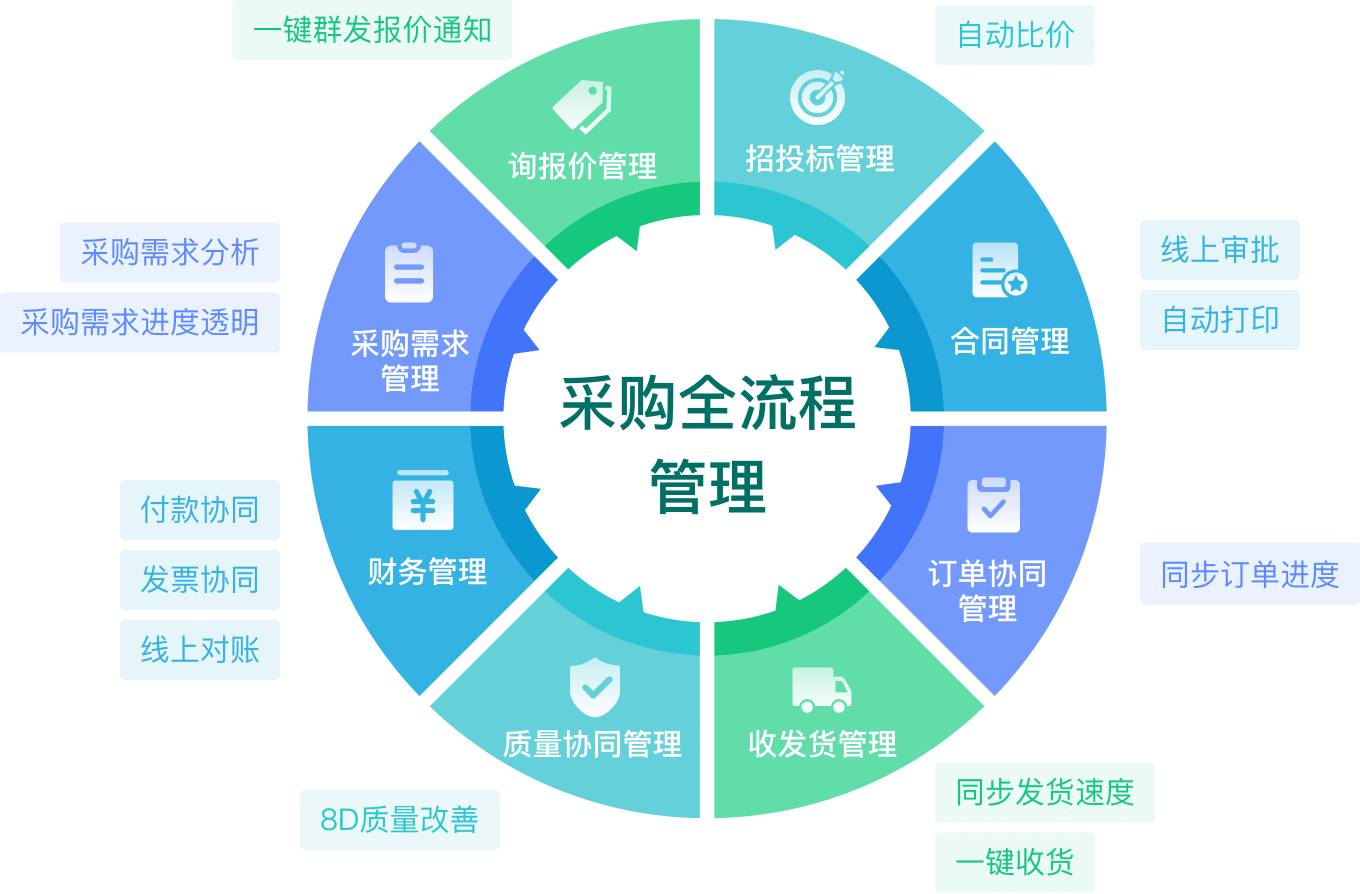 一键群发报价通知
自动比价
询报价管理
招投标管理
采购需求分析
采购需求进度透明
采购需求
管理
合同管理
线上审批
自动打印
采购全流程
管理
付款协同
发票协同
线上对账
财务管理
订单协同
管理
同步订单进度
质量协同管理
收发货管理
8D质量改善
同步发货速度
一键收货